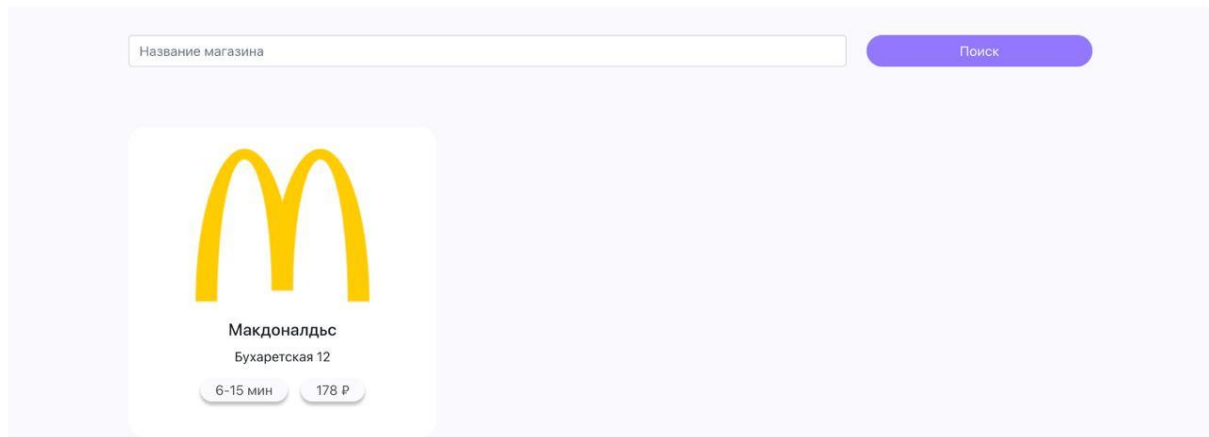 Название магазина
Поиск
Макдоналдьс
Бухаретская 12
6-15 мин 178 ₽